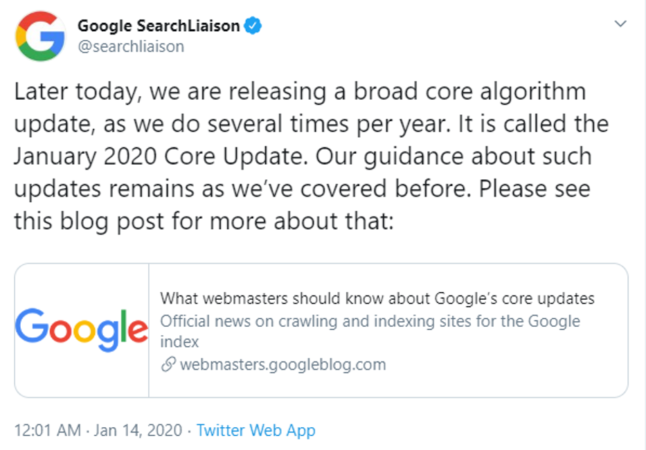 Google SearchLiaison
@searchliaison
Later today, we are releasing a broad core algorithm
update, as we do several times per year. It is called the
January 2020 Core Update. Our guidance about such
updates remains as we’ve covered before. Please see
this blog post for more about that:
Google
What webmasters should know about Google's core updates
Official news on crawling and indexing sites for the Google
index
webmasters.googleblog.com
12:01 AM · Jan 14, 2020 · Twitter Web App